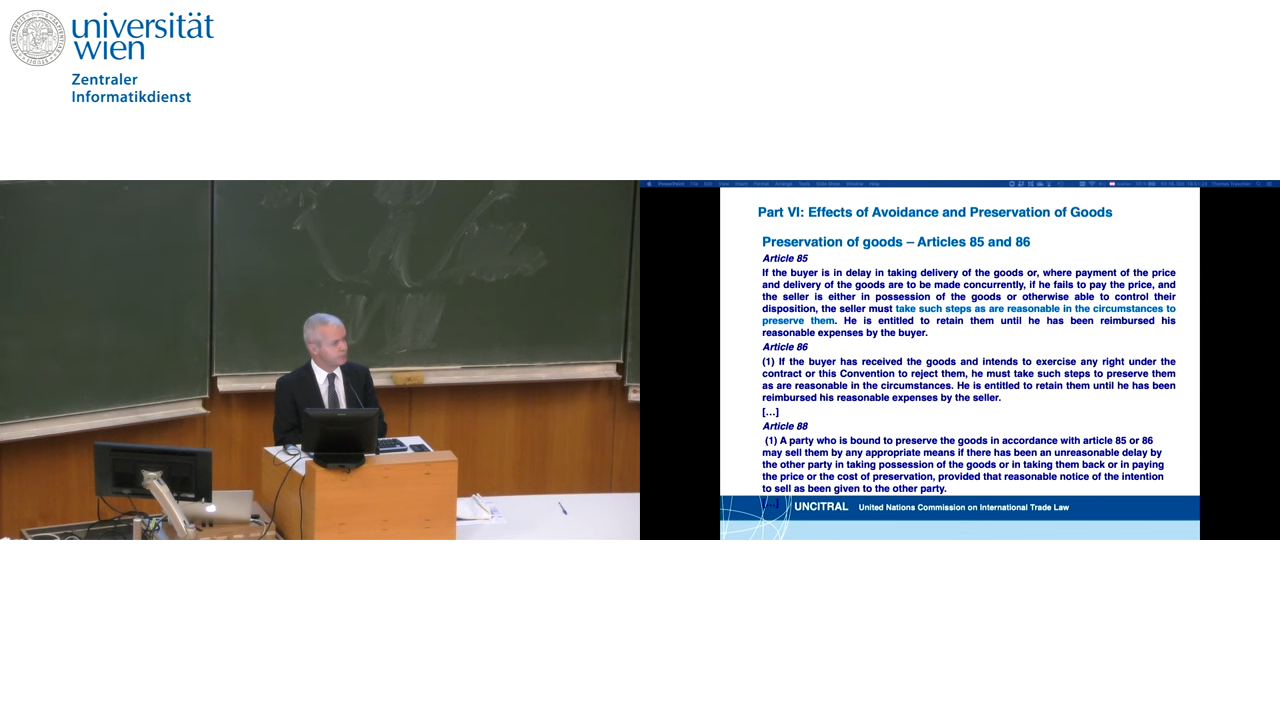 universität
wien
Zentraler
Informatikdienst
PowerPoint File Edit View Insert Format Arrange Tools Slide Show Window Help
Part VI: Effects of Avoidance and Preservation of Goods
Preservation of goods – Articles 85 and 86
Article 85
If the buyer is in delay in taking delivery of the goods or, where payment of the price
and delivery of the goods are to be made concurrently, if he fails to pay the price, and
the seller is either in possession of the goods or otherwise able to control their
disposition, the seller must take such steps as are reasonable in the circumstances to
preserve them. He is entitled to retain them until he has been reimbursed his
reasonable expenses by the buyer.
Article 86
(1) If the buyer has received the goods and intends to exercise any right under the
contract or this Convention to reject them, he must take such steps to preserve them
as are reasonable in the circumstances. He is entitled to retain them until he has been
reimbursed his reasonable expenses by the seller.
[...]
Article 88
(1) A party who is bound to preserve the goods in accordance with article 85 or 86
may sell them by any appropriate means if there has been an unreasonable delay by
the other party in taking possession of the goods or in taking them back or in paying
the price or the cost of preservation, provided that reasonable notice of the intention
to sell as been given to the other party.
[...]
UNCITRAL United Nations Commission on International Trade Law